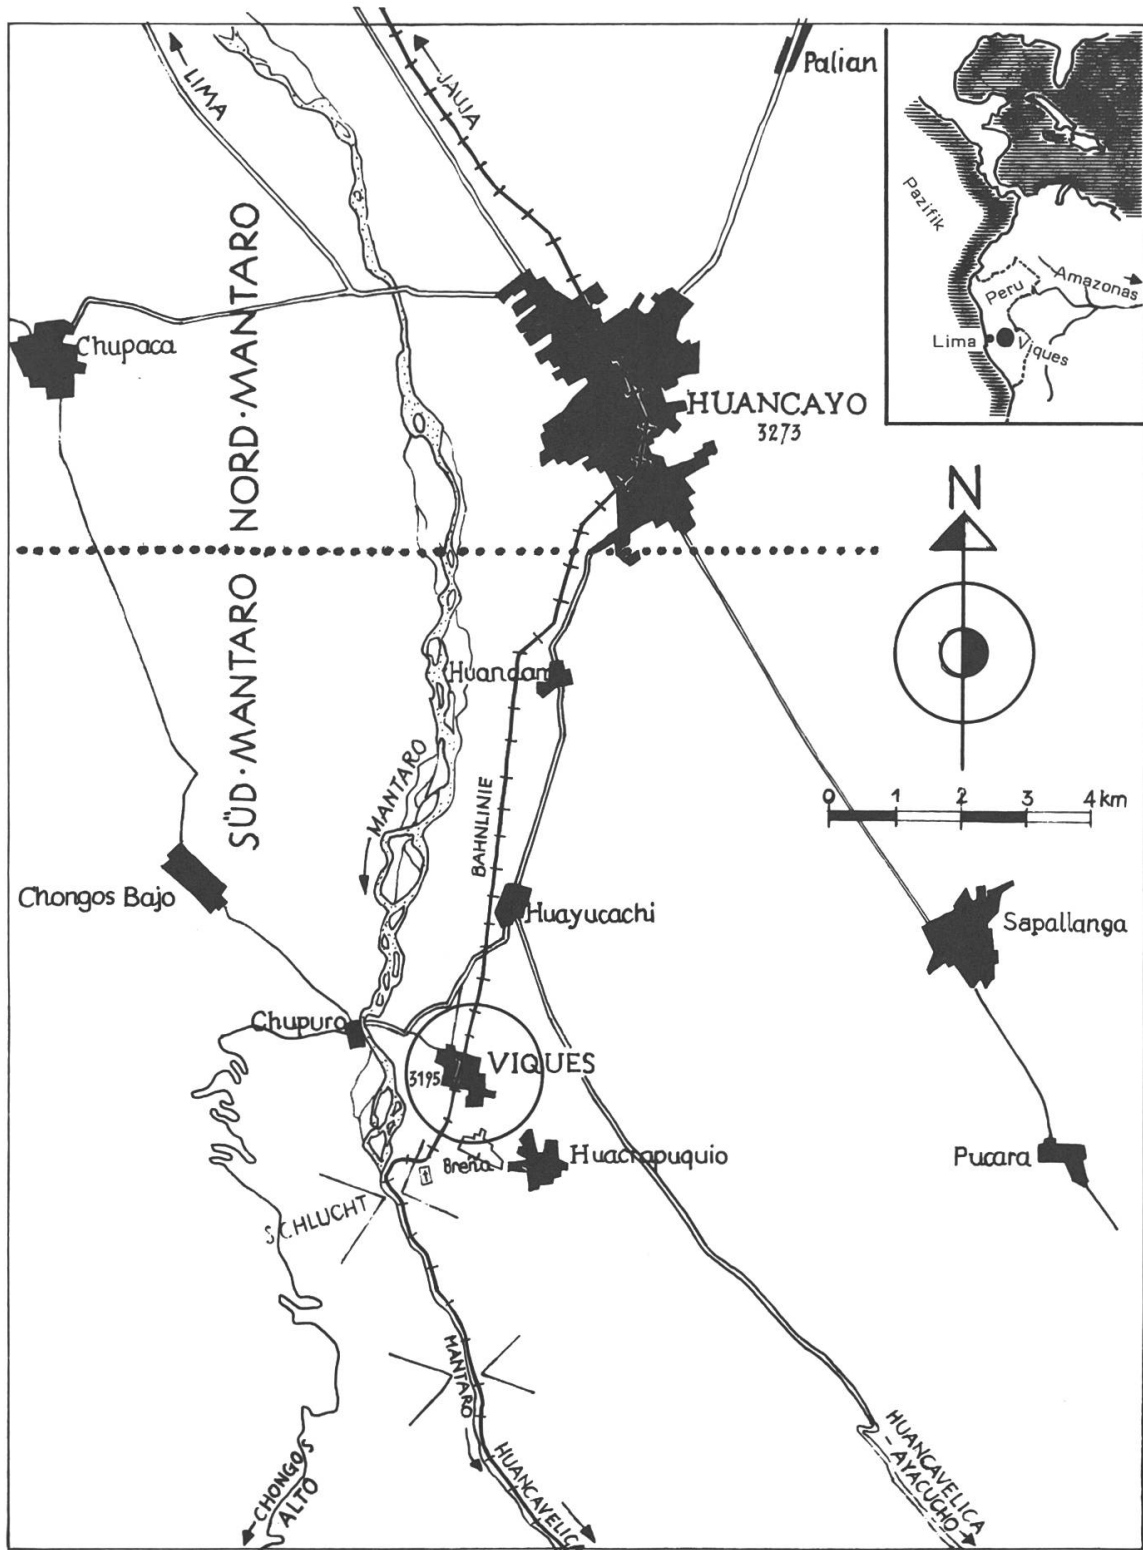 LIMA
JAUJA
Palian
Pazifik
Amazonas
Peru
Lima
Viques
Chupaca
NORD·MANTARO
HUANCAYO
3273
N
SÜD·MANTARO
Huancan
MANTARO
BAHNLINIE
0 1 2 3 4 km
Chongos Bajo
Huayucachi
Sapallanga
Chupuro
VIQUES
3195
Breña
Huacrapuquio
Pucara
SCHLUCHT
MANTARO
CHONGOS
ALTO
HUANCAVELICA
HUANCAVELICA
- AYACUCHO